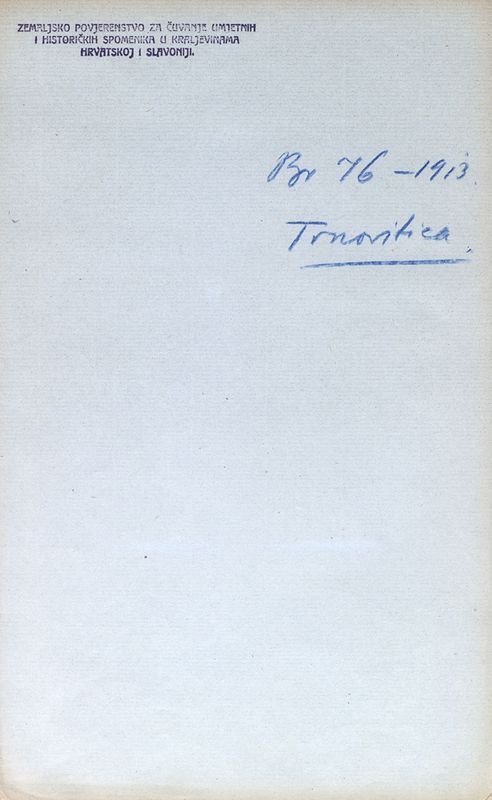 ZEMALJSKO POVJERENSTVO ZA ČUVANJE UMJETNIH
I HISTORIČKIH SPOMENIKA U KRALJEVINAMA
HRVATSKOJ I SLAVONIJI.
Br 76 – 1913.
Trnovitica.